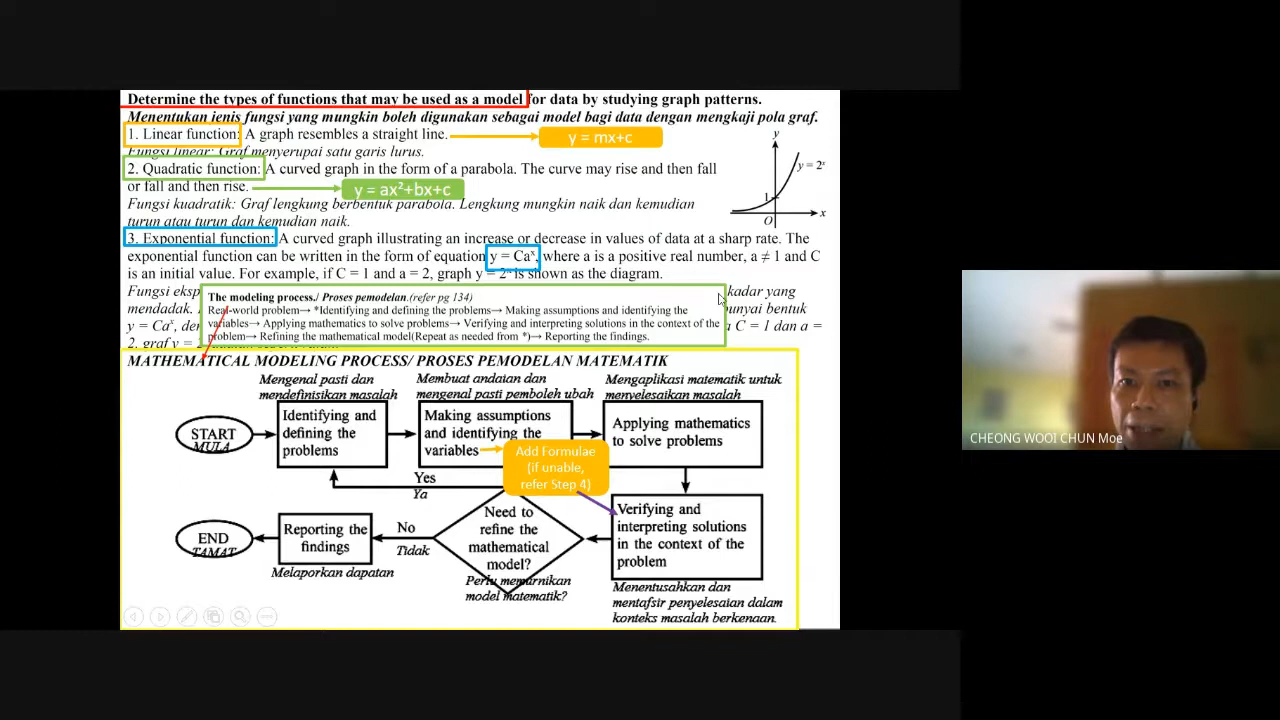 Determine the types of functions that may be used as a model for data by studying graph patterns.
Menentukan jenis fungsi yang mungkin boleh digunakan sebagai model bagi data dengan mengkaji pola graf.
1. Linear function: A graph resembles a straight line.
y = mx+c
Fungsi linear: Graf menyerupai satu garis lurus.
2. Quadratic function: A curved graph in the form of a parabola. The curve may rise and then fall
or fall and then rise.
y = ax²+bx+c
Fungsi kuadratik: Graf lengkung berbentuk parabola. Lengkung mungkin naik dan kemudian
turun atau turun dan kemudian naik.
y
y = 2ˣ
1
O
x
3. Exponential function: A curved graph illustrating an increase or decrease in values of data at a sharp rate. The
exponential function can be written in the form of equation y = Caˣ, where a is a positive real number, a ≠ 1 and C
is an initial value. For example, if C = 1 and a = 2, graph y = 2ˣ is shown as the diagram.
Fungsi kadar yang
mendadak.
y = Caˣ, C = 1 dan a =
2, graf y =
The modeling process./ Proses pemodelan.(refer pg 134)
Real-world problem→ *Identifying and defining the problems→ Making assumptions and identifying the
variables→ Applying mathematics to solve problems→ Verifying and interpreting solutions in the context of the
problem→ Refining the mathematical model(Repeat as needed from *)→ Reporting the findings.
MATHEMATICAL MODELING PROCESS/ PROSES PEMODELAN MATEMATIK
START
MULA
Mengenal pasti dan
mendefinisikan masalah
Identifying and
defining the
problems
Membuat andaian dan
mengenal pasti pemboleh ubah
Making assumptions
and identifying the
variables
Add Formulae
(if unable,
refer Step 4)
Mengaplikasi matematik untuk
menyelesaikan masalah
Applying mathematics
to solve problems
Verifying and
interpreting solutions
in the context of the
problem
Menentusahkan dan
mentafsir penyelesaian dalam
konteks masalah berkenaan.
Yes
Ya
Need to
refine the
mathematical
model?
Perlu memurnikan
model matematik?
No
Tidak
Reporting the
findings
Melaporkan dapatan
END
TAMAT
CHEONG WOOI CHUN Moe